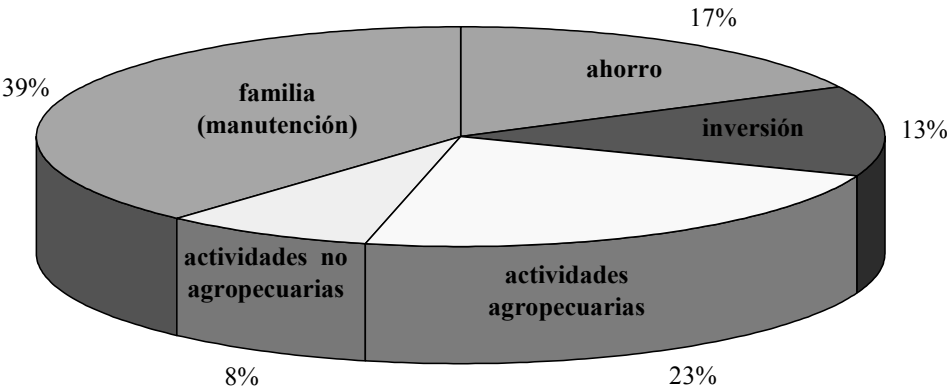 17%
ahorro
39%
familia
(manutención)
inversión
13%
actividades no
agropecuarias
actividades
agropecuarias
8%
23%